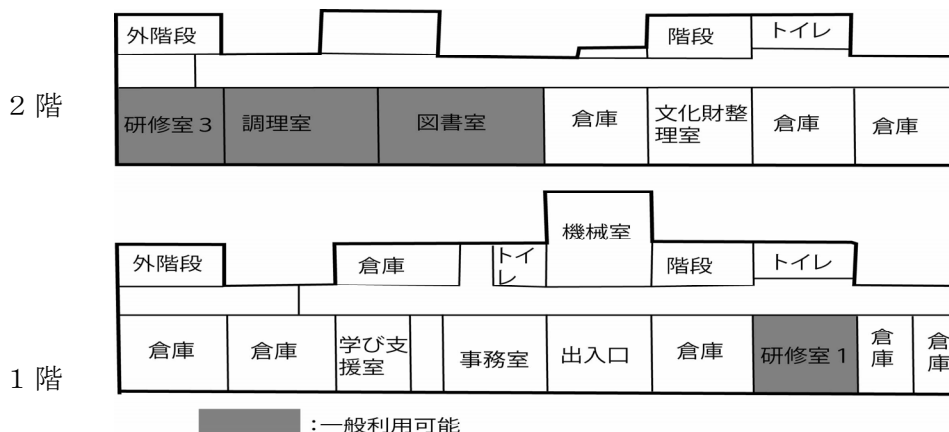 外階段
階段
トイレ
2 階
研修室3
調理室
図書室
倉庫
文化財整
理室
倉庫
倉庫
機械室
外階段
倉庫
トイ
レ
階段
トイレ
1 階
倉庫
倉庫
学び支
援室
事務室
出入口
倉庫
研修室1
倉
庫
倉
庫
:一般利用可能